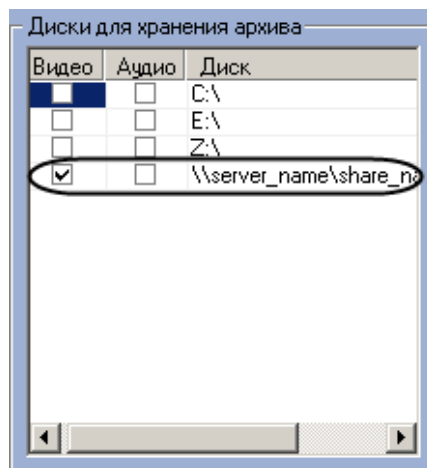 Диски для хранения архива
Видео Аудио Диск
C:\
E:\
Z:\
\\server_name\share_na